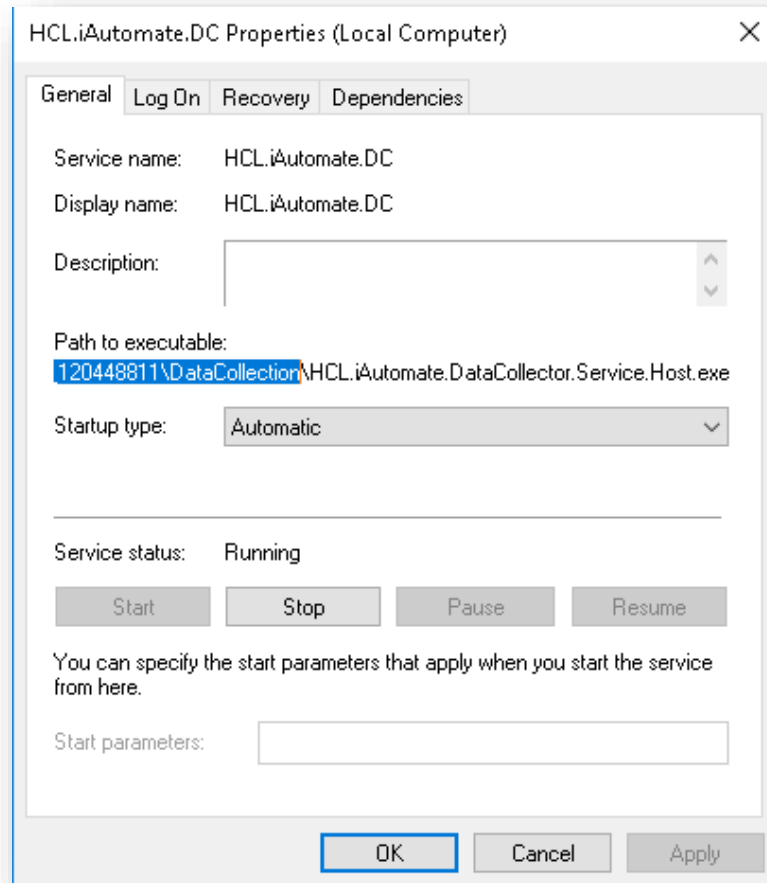 HCL.iAutomate.DC Properties (Local Computer)
General Log On Recovery Dependencies
Service name: HCL.iAutomate.DC
Display name: HCL.iAutomate.DC
Description:
Path to executable:
120448811\DataCollection\HCL.iAutomate.DataCollector.Service.Host.exe
Startup type: Automatic
Service status: Running
Start Stop Pause Resume
You can specify the start parameters that apply when you start the service
from here.
Start parameters:
OK Cancel Apply